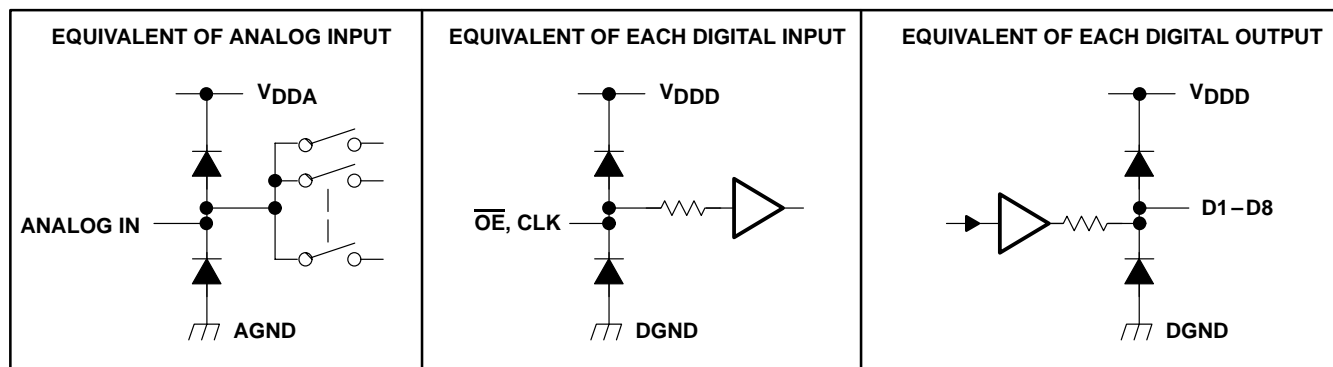 EQUIVALENT OF ANALOG INPUT
VDDA
ANALOG IN
AGND
EQUIVALENT OF EACH DIGITAL INPUT
VDDD
O̅E̅, CLK
DGND
EQUIVALENT OF EACH DIGITAL OUTPUT
VDDD
D1–D8
DGND